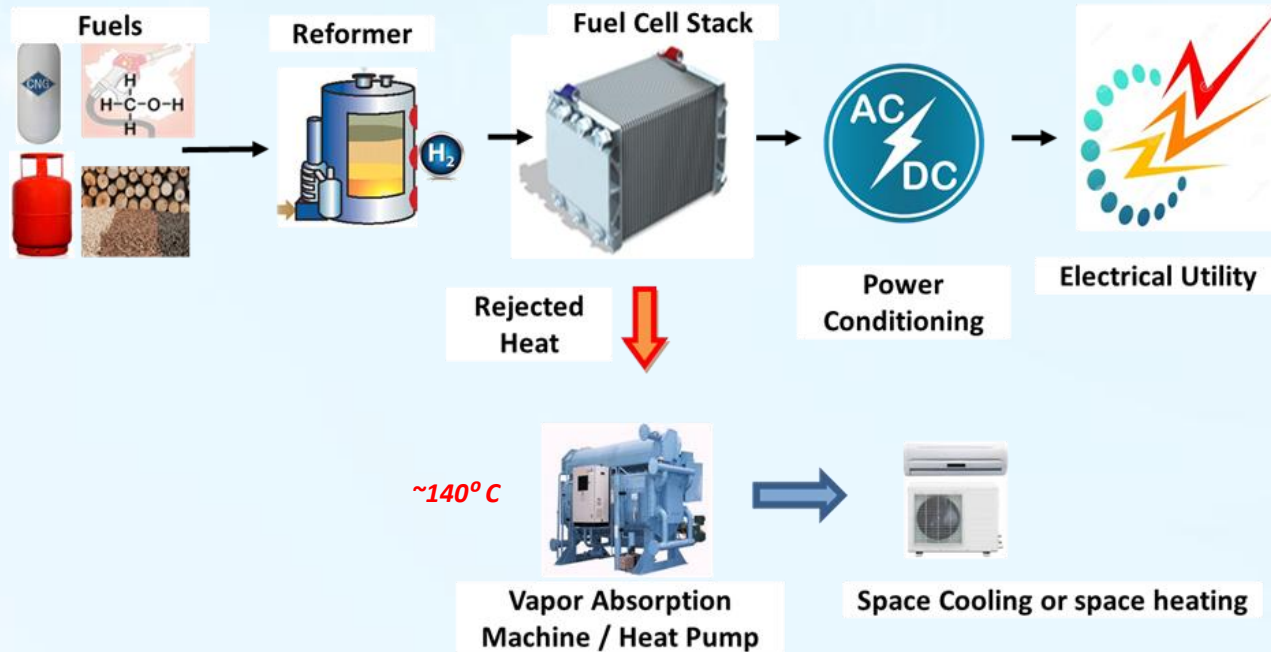 Fuels
Reformer
Fuel Cell Stack
CNG
H
H-C-O-H
H
H₂
AC
DC
Rejected
Heat
Power
Conditioning
Electrical Utility
~140⁰ C
Vapor Absorption
Machine / Heat Pump
Space Cooling or space heating